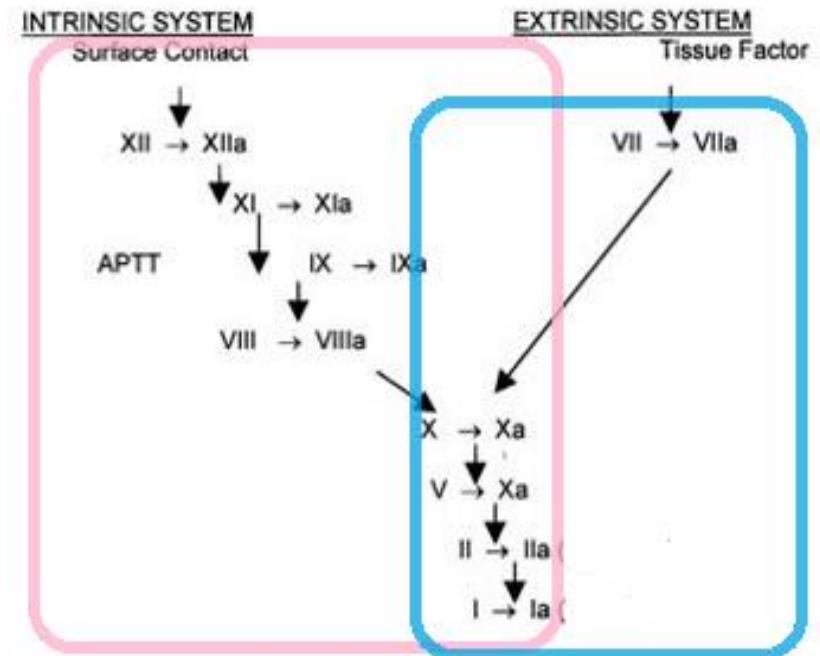 INTRINSIC SYSTEM
EXTRINSIC SYSTEM
Surface Contact
Tissue Factor
XII → XIIa
VII → VIIa
XI → XIa
APTT
IX → IXa
VIII → VIIIa
X → Xa
V → Xa
II → IIa (
I → Ia (